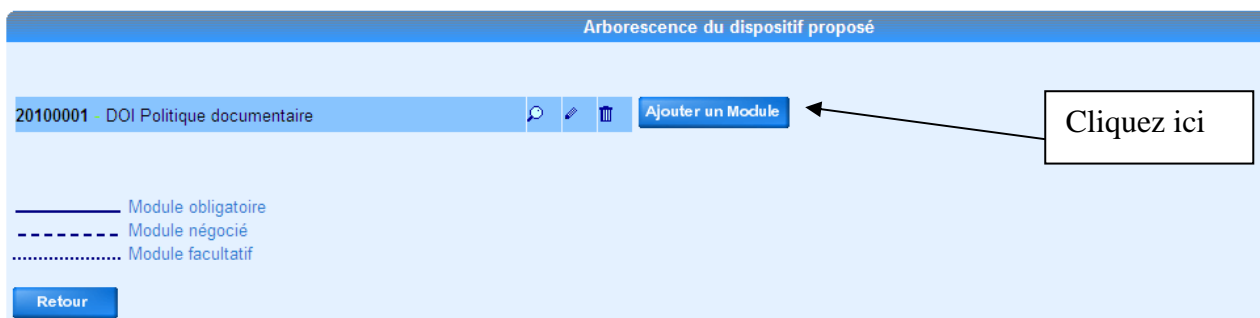 Arborescence du dispositif proposé
20100001 - DOI Politique documentaire
Ajouter un Module
Cliquez ici
Module obligatoire
Module négocié
Module facultatif
Retour